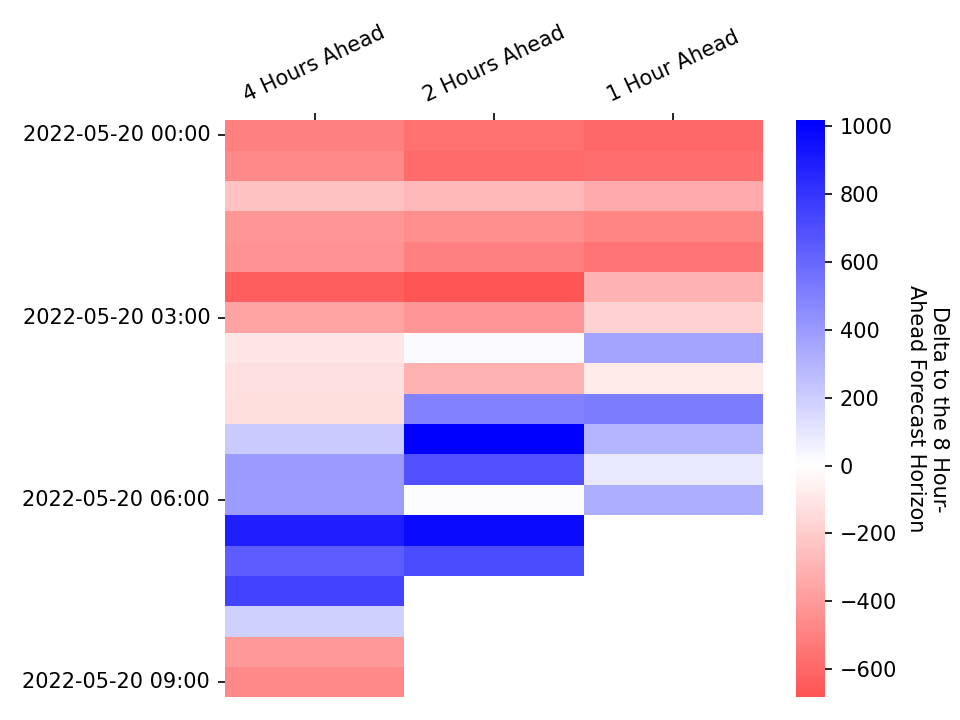 4 Hours Ahead
2 Hours Ahead
1 Hour Ahead
2022-05-20 00:00
2022-05-20 03:00
2022-05-20 06:00
2022-05-20 09:00
1000
800
600
400
200
0
−200
−400
−600
Delta to the 8 Hour-
Ahead Forecast Horizon